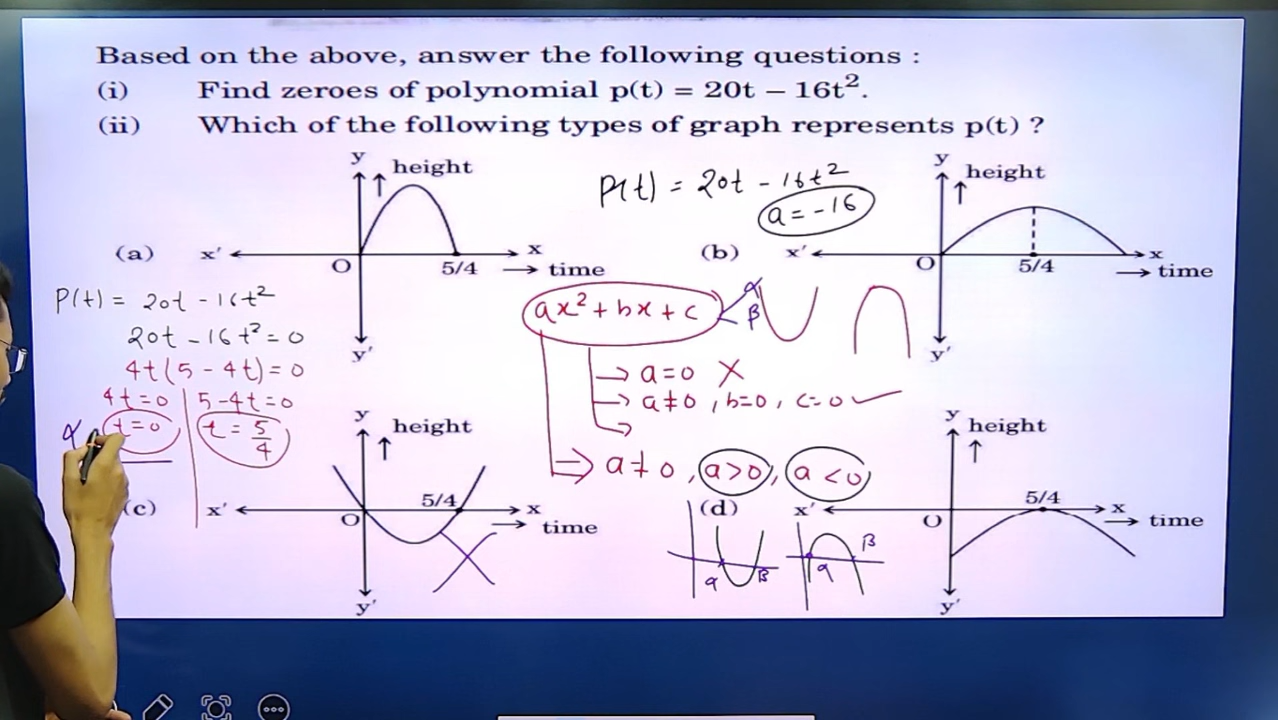 Based on the above, answer the following questions :
(i) Find zeroes of polynomial p(t) = 20t − 16t².
(ii) Which of the following types of graph represents p(t) ?
y
height
P(t) = 20t - 16t²
a = -16
y
height
(a)
x′
O
5/4
x
time
y′
(b)
x′
O
5/4
x
time
y′
P(t) = 20t - 16t²
20t - 16t² = 0
4t(5 - 4t) = 0
4t = 0 | 5 - 4t = 0
α t = 0 | t = 5/4
ax² + bx + c
α
β
→ a = 0 X
→ a ≠ 0, b = 0, c = 0 ✓
→
⇒ a ≠ 0, a > 0, a < 0
y
height
(c)
x′
O
5/4
x
time
y′
α β
α β
y
height
(d)
x′
O
5/4
x
time
y′